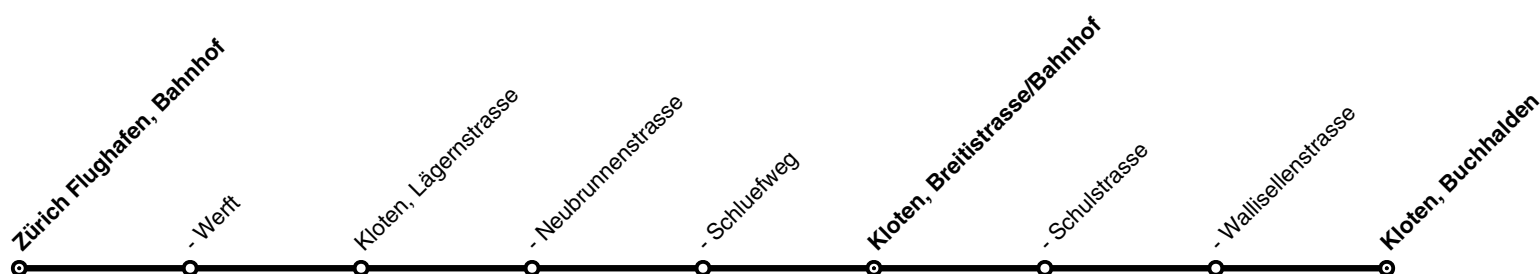 Zürich Flughafen, Bahnhof
- Werft
Kloten, Lägernstrasse
- Neubrunnenstrasse
- Schluefweg
Kloten, Breitistrasse/Bahnhof
- Schulstrasse
- Wallisellenstrasse
Kloten, Buchhalden